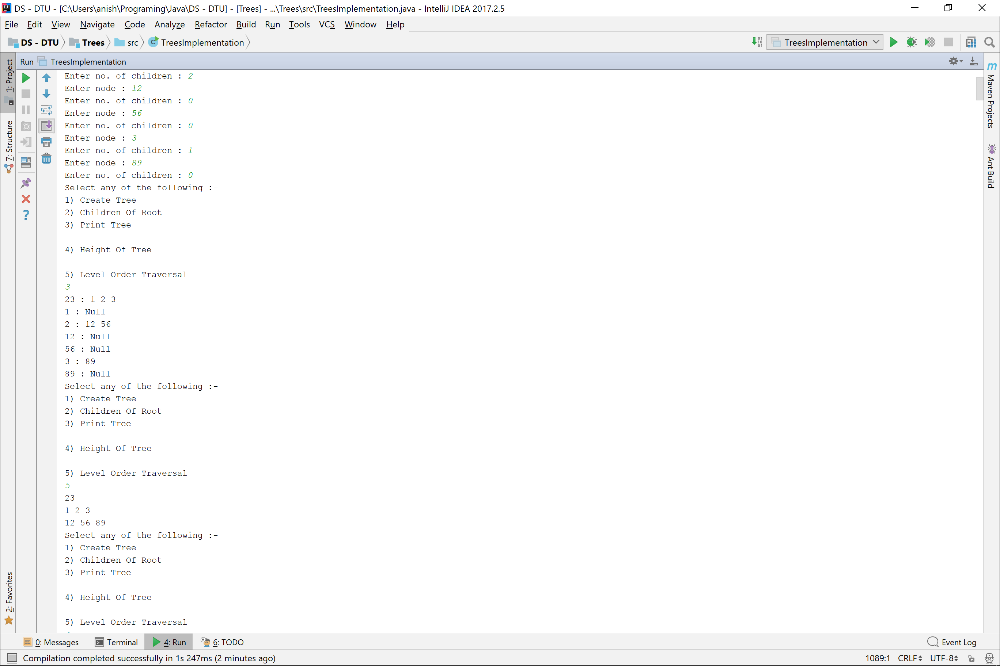 DS - DTU - [C:\Users\anish\Programing\Java\DS - DTU] - [Trees] - ...\Trees\src\TreesImplementation.java - IntelliJ IDEA 2017.2.5
File Edit View Navigate Code Analyze Refactor Build Run Tools VCS Window Help
DS - DTU Trees src TreesImplementation TreesImplementation
Run TreesImplementation
1: Project
7: Structure
2: Favorites
Maven Projects
Ant Build
Enter no. of children : 2
Enter node : 12
Enter no. of children : 0
Enter node : 56
Enter no. of children : 0
Enter node : 3
Enter no. of children : 1
Enter node : 89
Enter no. of children : 0
Select any of the following :-
1) Create Tree
2) Children Of Root
3) Print Tree
4) Height Of Tree
5) Level Order Traversal
3
23 : 1 2 3
1 : Null
2 : 12 56
12 : Null
56 : Null
3 : 89
89 : Null
Select any of the following :-
1) Create Tree
2) Children Of Root
3) Print Tree
4) Height Of Tree
5) Level Order Traversal
5
23
1 2 3
12 56 89
Select any of the following :-
1) Create Tree
2) Children Of Root
3) Print Tree
4) Height Of Tree
5) Level Order Traversal
0: Messages Terminal 4: Run 6: TODO Event Log
Compilation completed successfully in 1s 247ms (2 minutes ago) 1089:1 CRLF UTF-8